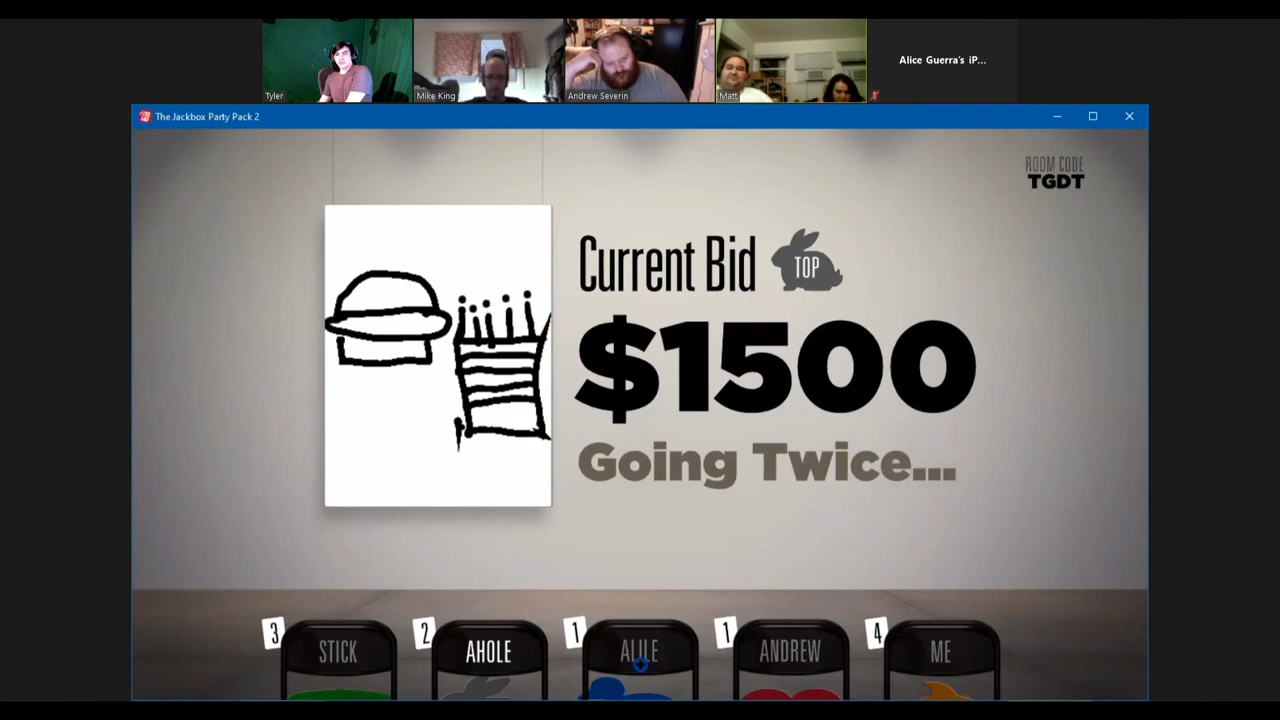 Alice Guerra's iP...
Tyler
Mike King
Andrew Severin
Matt
The Jackbox Party Pack 2
ROOM CODE
TGDT
Current Bid
TOP
$1500
Going Twice...
3
STICK
2
AHOLE
1
1
ANDREW
4
ME